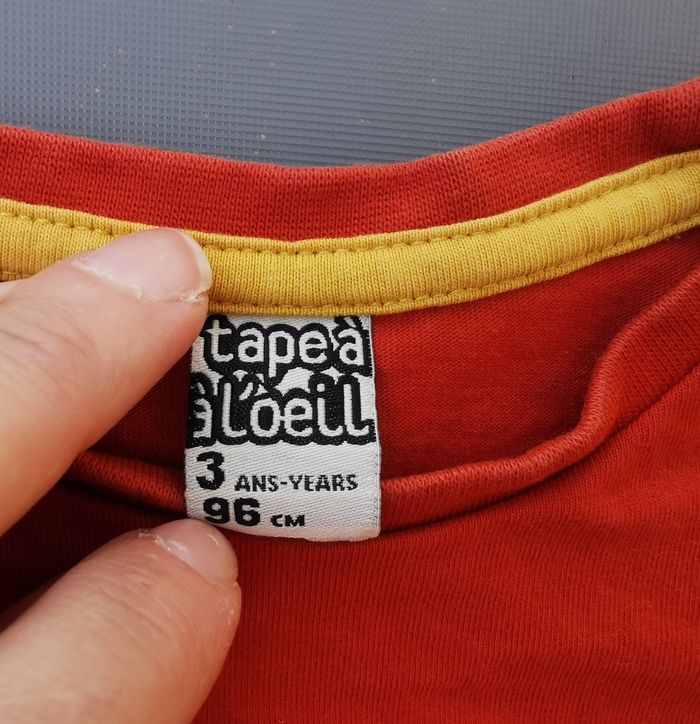 tape à
à l'oeil
3 ANS-YEARS
96 CM